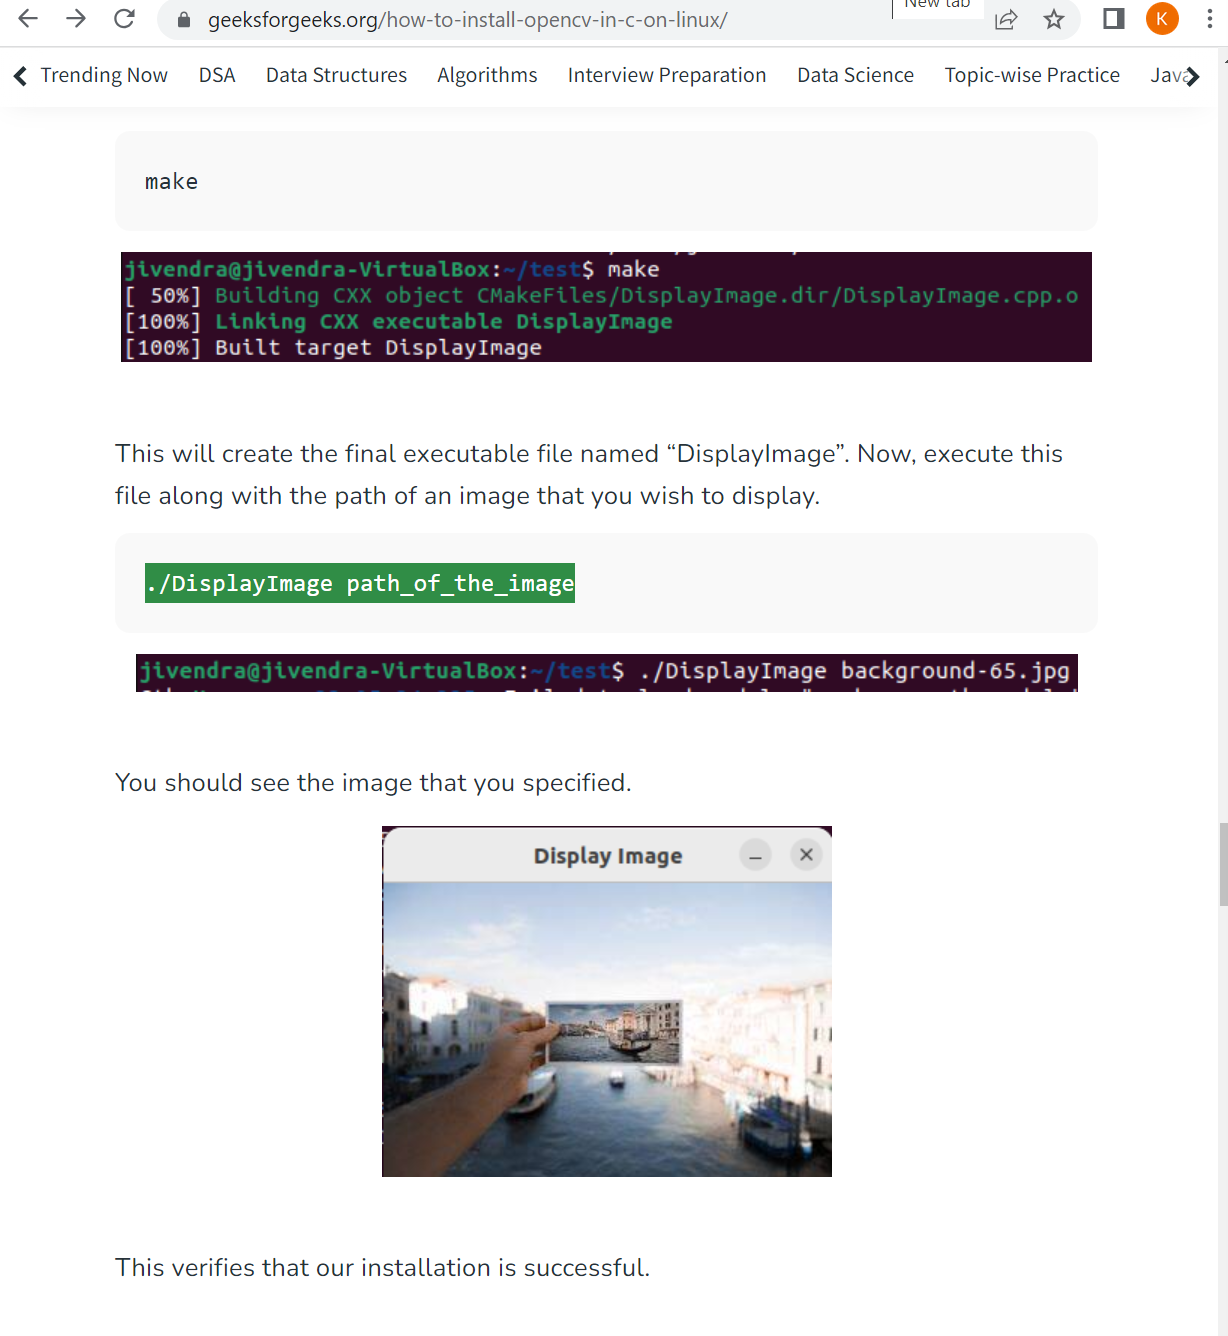 New tab
geeksforgeeks.org/how-to-install-opencv-in-c-on-linux/
K
Trending Now DSA Data Structures Algorithms Interview Preparation Data Science Topic-wise Practice Java
make
jivendra@jivendra-VirtualBox:~/test$ make
[ 50%] Building CXX object CMakeFiles/DisplayImage.dir/DisplayImage.cpp.o
[100%] Linking CXX executable DisplayImage
[100%] Built target DisplayImage
This will create the final executable file named “DisplayImage”. Now, execute this
file along with the path of an image that you wish to display.
./DisplayImage path_of_the_image
jivendra@jivendra-VirtualBox:~/test$ ./DisplayImage background-65.jpg
You should see the image that you specified.
Display Image
This verifies that our installation is successful.